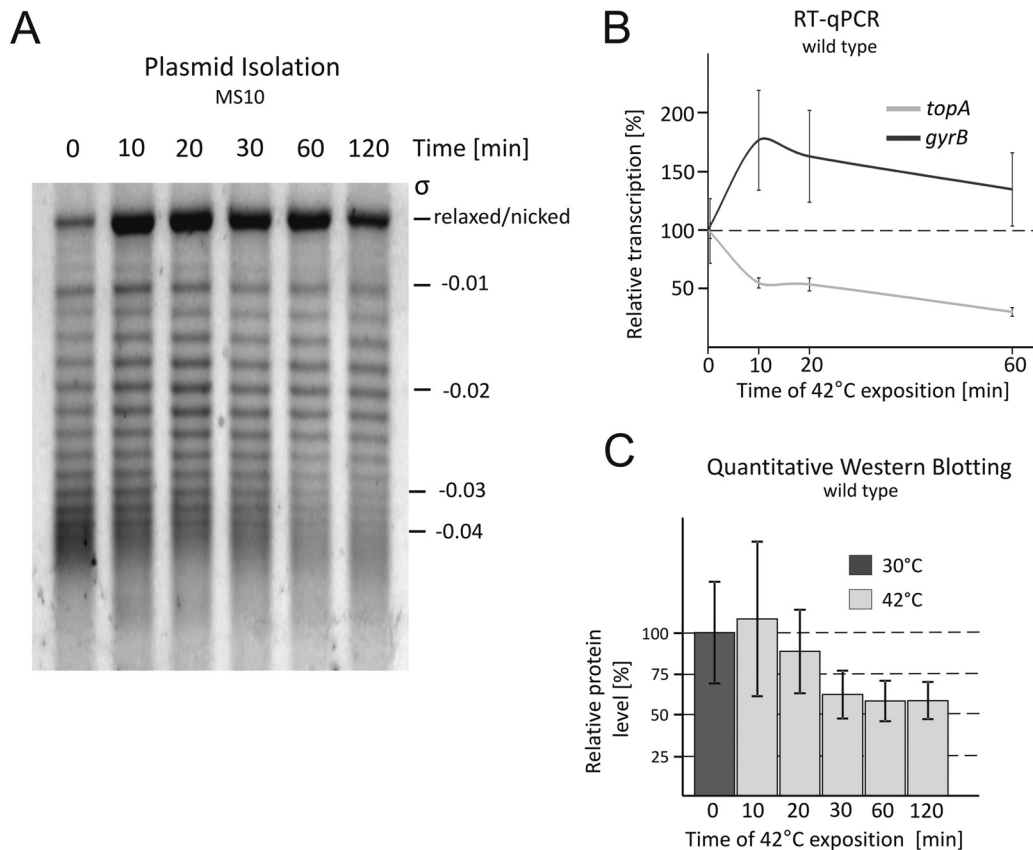 A
Plasmid Isolation
MS10
0 10 20 30 60 120 Time [min]
σ
relaxed/nicked
-0.01
-0.02
-0.03
-0.04
B
RT-qPCR
wild type
topA
gyrB
Relative transcription [%]
200
150
100
50
0 10 20 60
Time of 42°C exposition [min]
C
Quantitative Western Blotting
wild type
30°C
42°C
Relative protein
level [%]
100
75
50
25
0 10 20 30 60 120
Time of 42°C exposition [min]